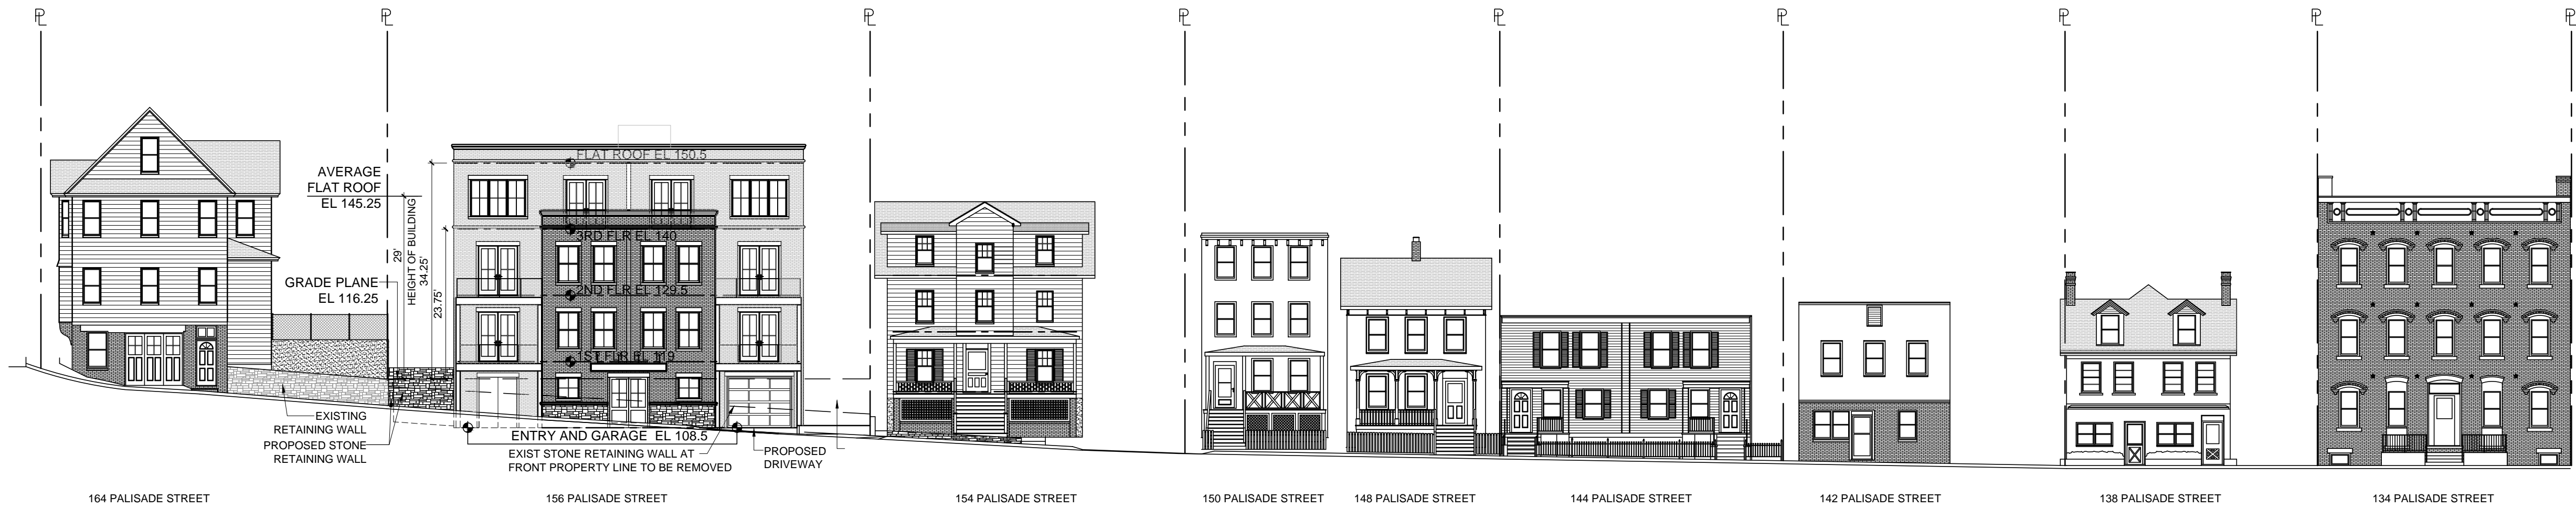 PL PL PL PL PL PL PL PL PL
FLAT ROOF EL 150.5
AVERAGE
FLAT ROOF
EL 145.25
3RD FLR EL 140
29'
HEIGHT OF BUILDING
34.25'
23.75'
GRADE PLANE
EL 116.25
2ND FLR EL 129.5
1ST FLR EL 119
EXISTING
RETAINING WALL
PROPOSED STONE
RETAINING WALL
ENTRY AND GARAGE EL 108.5
EXIST STONE RETAINING WALL AT
FRONT PROPERTY LINE TO BE REMOVED
PROPOSED
DRIVEWAY
164 PALISADE STREET
156 PALISADE STREET
154 PALISADE STREET
150 PALISADE STREET
148 PALISADE STREET
144 PALISADE STREET
142 PALISADE STREET
138 PALISADE STREET
134 PALISADE STREET